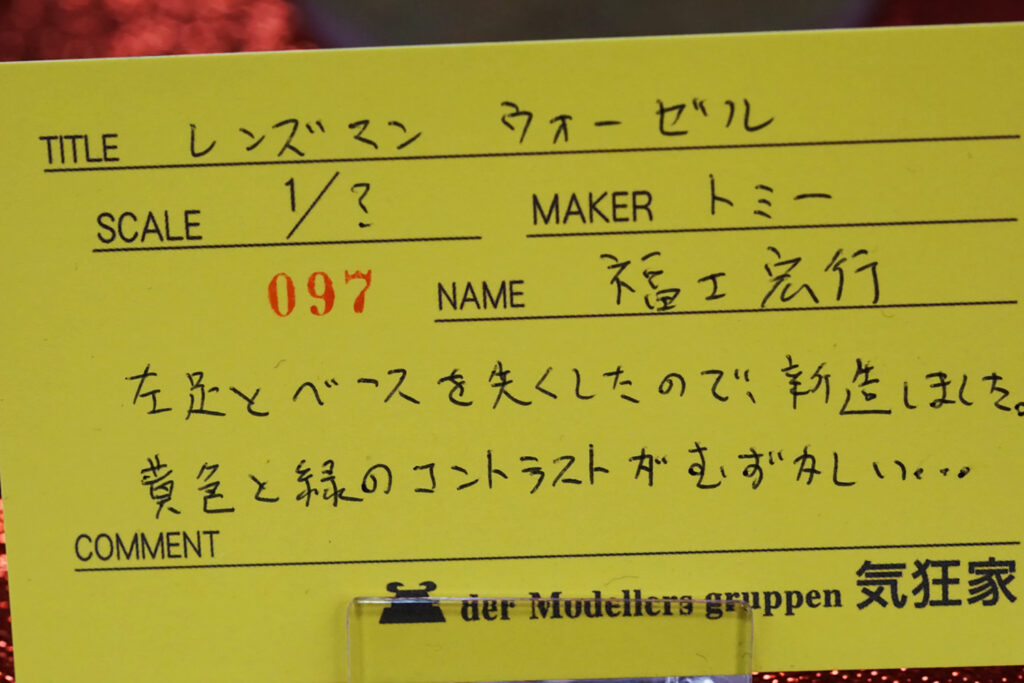 TITLE レンズマン ウォーゼル
SCALE 1/? MAKER トミー
097 NAME 福士宏行
左足とベースを失くしたので、新造しました。
黄色と緑のコントラストがむずかしい...
COMMENT
der Modellers gruppen 気狂家